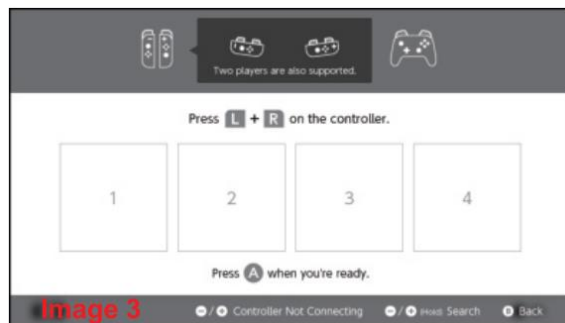 Two players are also supported.
Press L + R on the controller.
1 2 3 4
Press A when you're ready.
Image 3 -/+ Controller Not Connecting -/+ (Hold) Search B Back